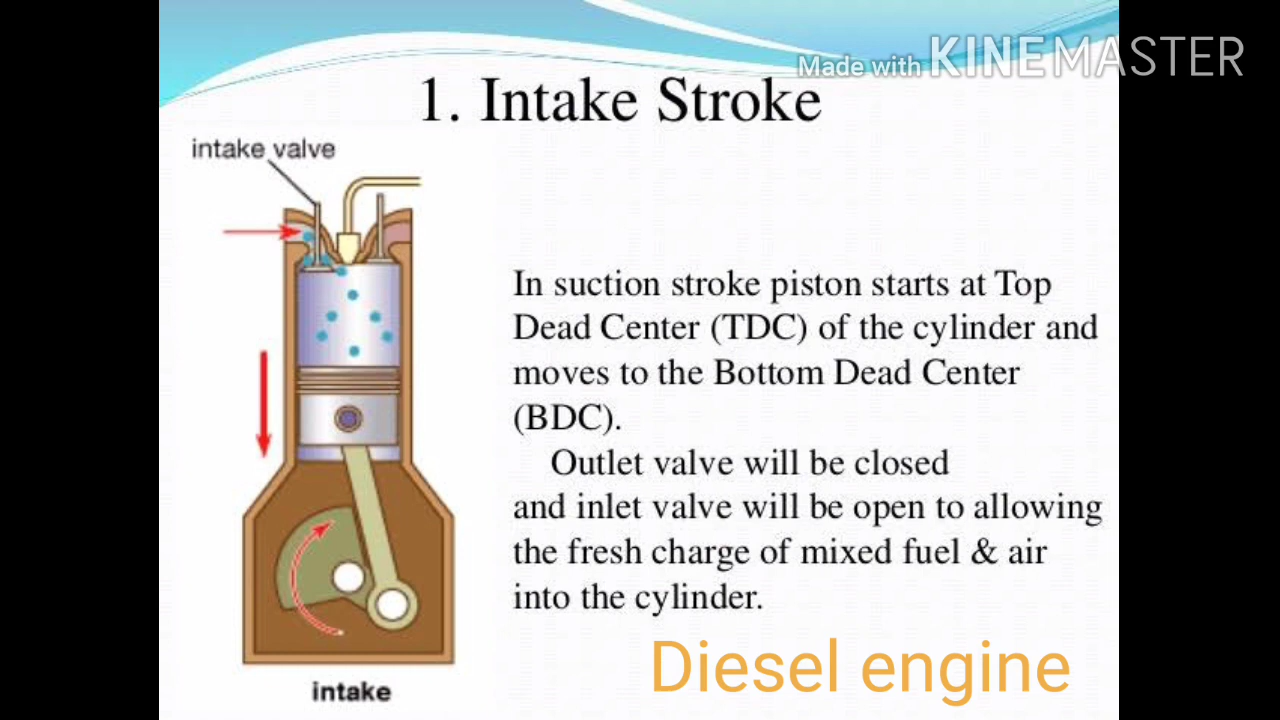 Made with KINEMASTER
1. Intake Stroke
intake valve
In suction stroke piston starts at Top
Dead Center (TDC) of the cylinder and
moves to the Bottom Dead Center
(BDC).
Outlet valve will be closed
and inlet valve will be open to allowing
the fresh charge of mixed fuel & air
into the cylinder.
Diesel engine
intake